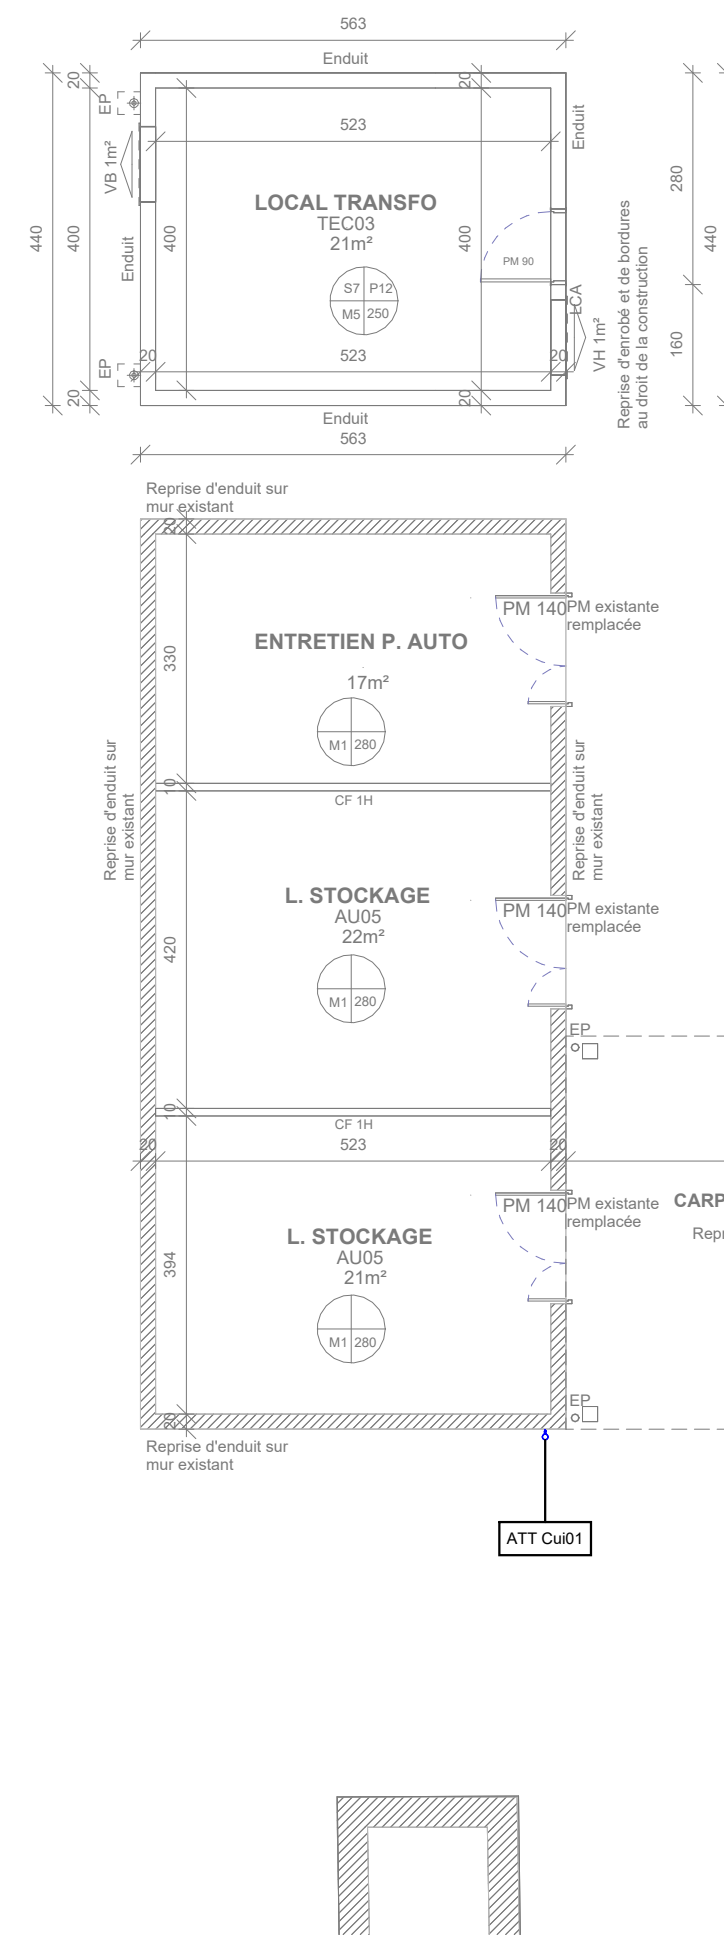 563
Enduit
20
20
EP
523
Enduit
VB 1m²
280
LOCAL TRANSFO
TEC03
21m²
440
400
Enduit
400
400
440
PM 90
S7 P12
M5 250
LCA
VH 1m²
Reprise d'enrobé et de bordures
au droit de la construction
160
20
523
20
EP
20
20
Enduit
563
Reprise d'enduit sur
mur existant
20
PM 140
PM existante
remplacée
ENTRETIEN P. AUTO
330
17m²
M1 280
10
CF 1H
Reprise d'enduit sur
mur existant
Reprise d'enduit sur
mur existant
L. STOCKAGE
AU05
22m²
PM 140
PM existante
remplacée
420
M1 280
EP
10
CF 1H
20
523
20
PM 140
PM existante
remplacée
CARP
Repr
L. STOCKAGE
AU05
21m²
394
M1 280
EP
20
Reprise d'enduit sur
mur existant
ATT Cui01